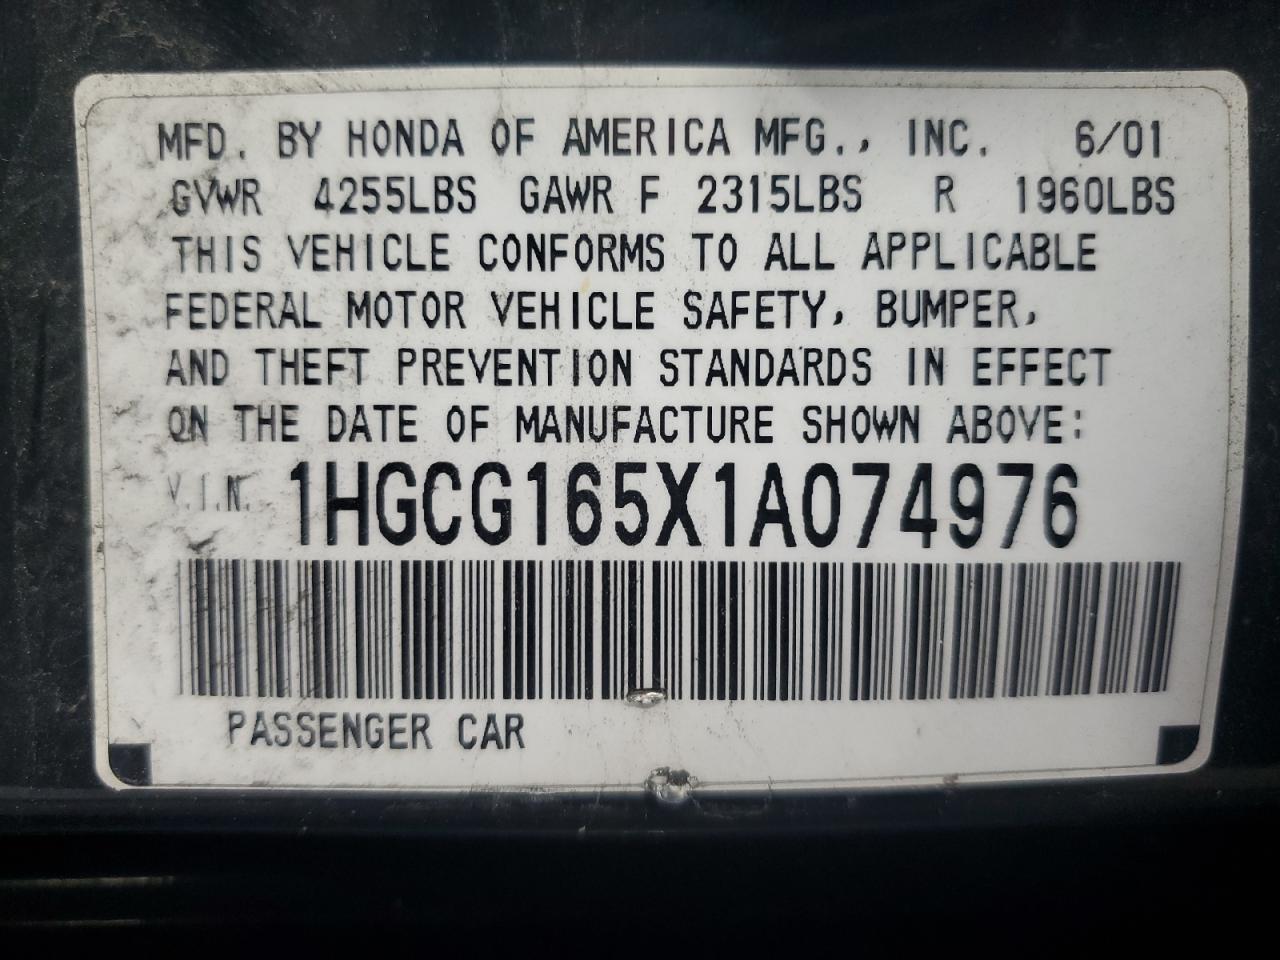 MFD. BY HONDA OF AMERICA MFG., INC. 6/01
GVWR 4255LBS GAWR F 2315LBS R 1960LBS
THIS VEHICLE CONFORMS TO ALL APPLICABLE
FEDERAL MOTOR VEHICLE SAFETY, BUMPER,
AND THEFT PREVENTION STANDARDS IN EFFECT
ON THE DATE OF MANUFACTURE SHOWN ABOVE:
V.I.N. 1HGCG165X1A074976
PASSENGER CAR